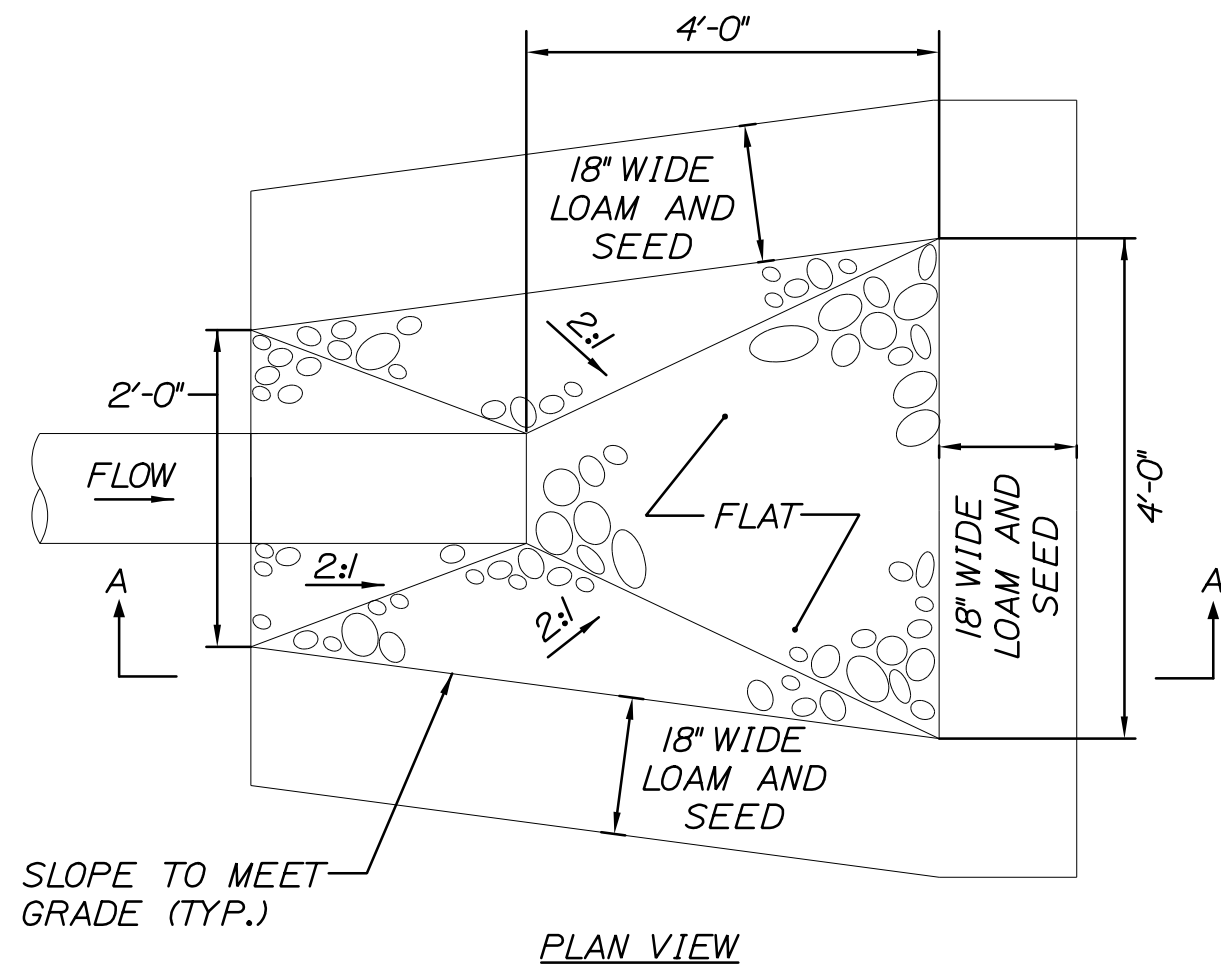 4'-0"
18" WIDE
LOAM AND
SEED
2:1
2'-0"
FLOW
FLAT
18" WIDE
LOAM AND
SEED
4'-0"
A
2:1
2:1
A
18" WIDE
LOAM AND
SEED
SLOPE TO MEET
GRADE (TYP.)
PLAN VIEW